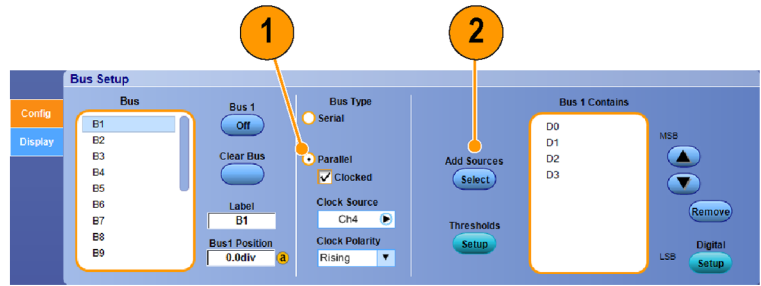 1
2
Bus Setup
Config
Display
Bus
B1
B2
B3
B4
B5
B6
B7
B8
B9
Bus 1
Off
Clear Bus
Label
B1
Bus1 Position
0.0div
a
Bus Type
Serial
Parallel
Clocked
Clock Source
Ch4
Clock Polarity
Rising
Add Sources
Select
Thresholds
Setup
Bus 1 Contains
D0
D1
D2
D3
MSB
Remove
LSB
Digital
Setup